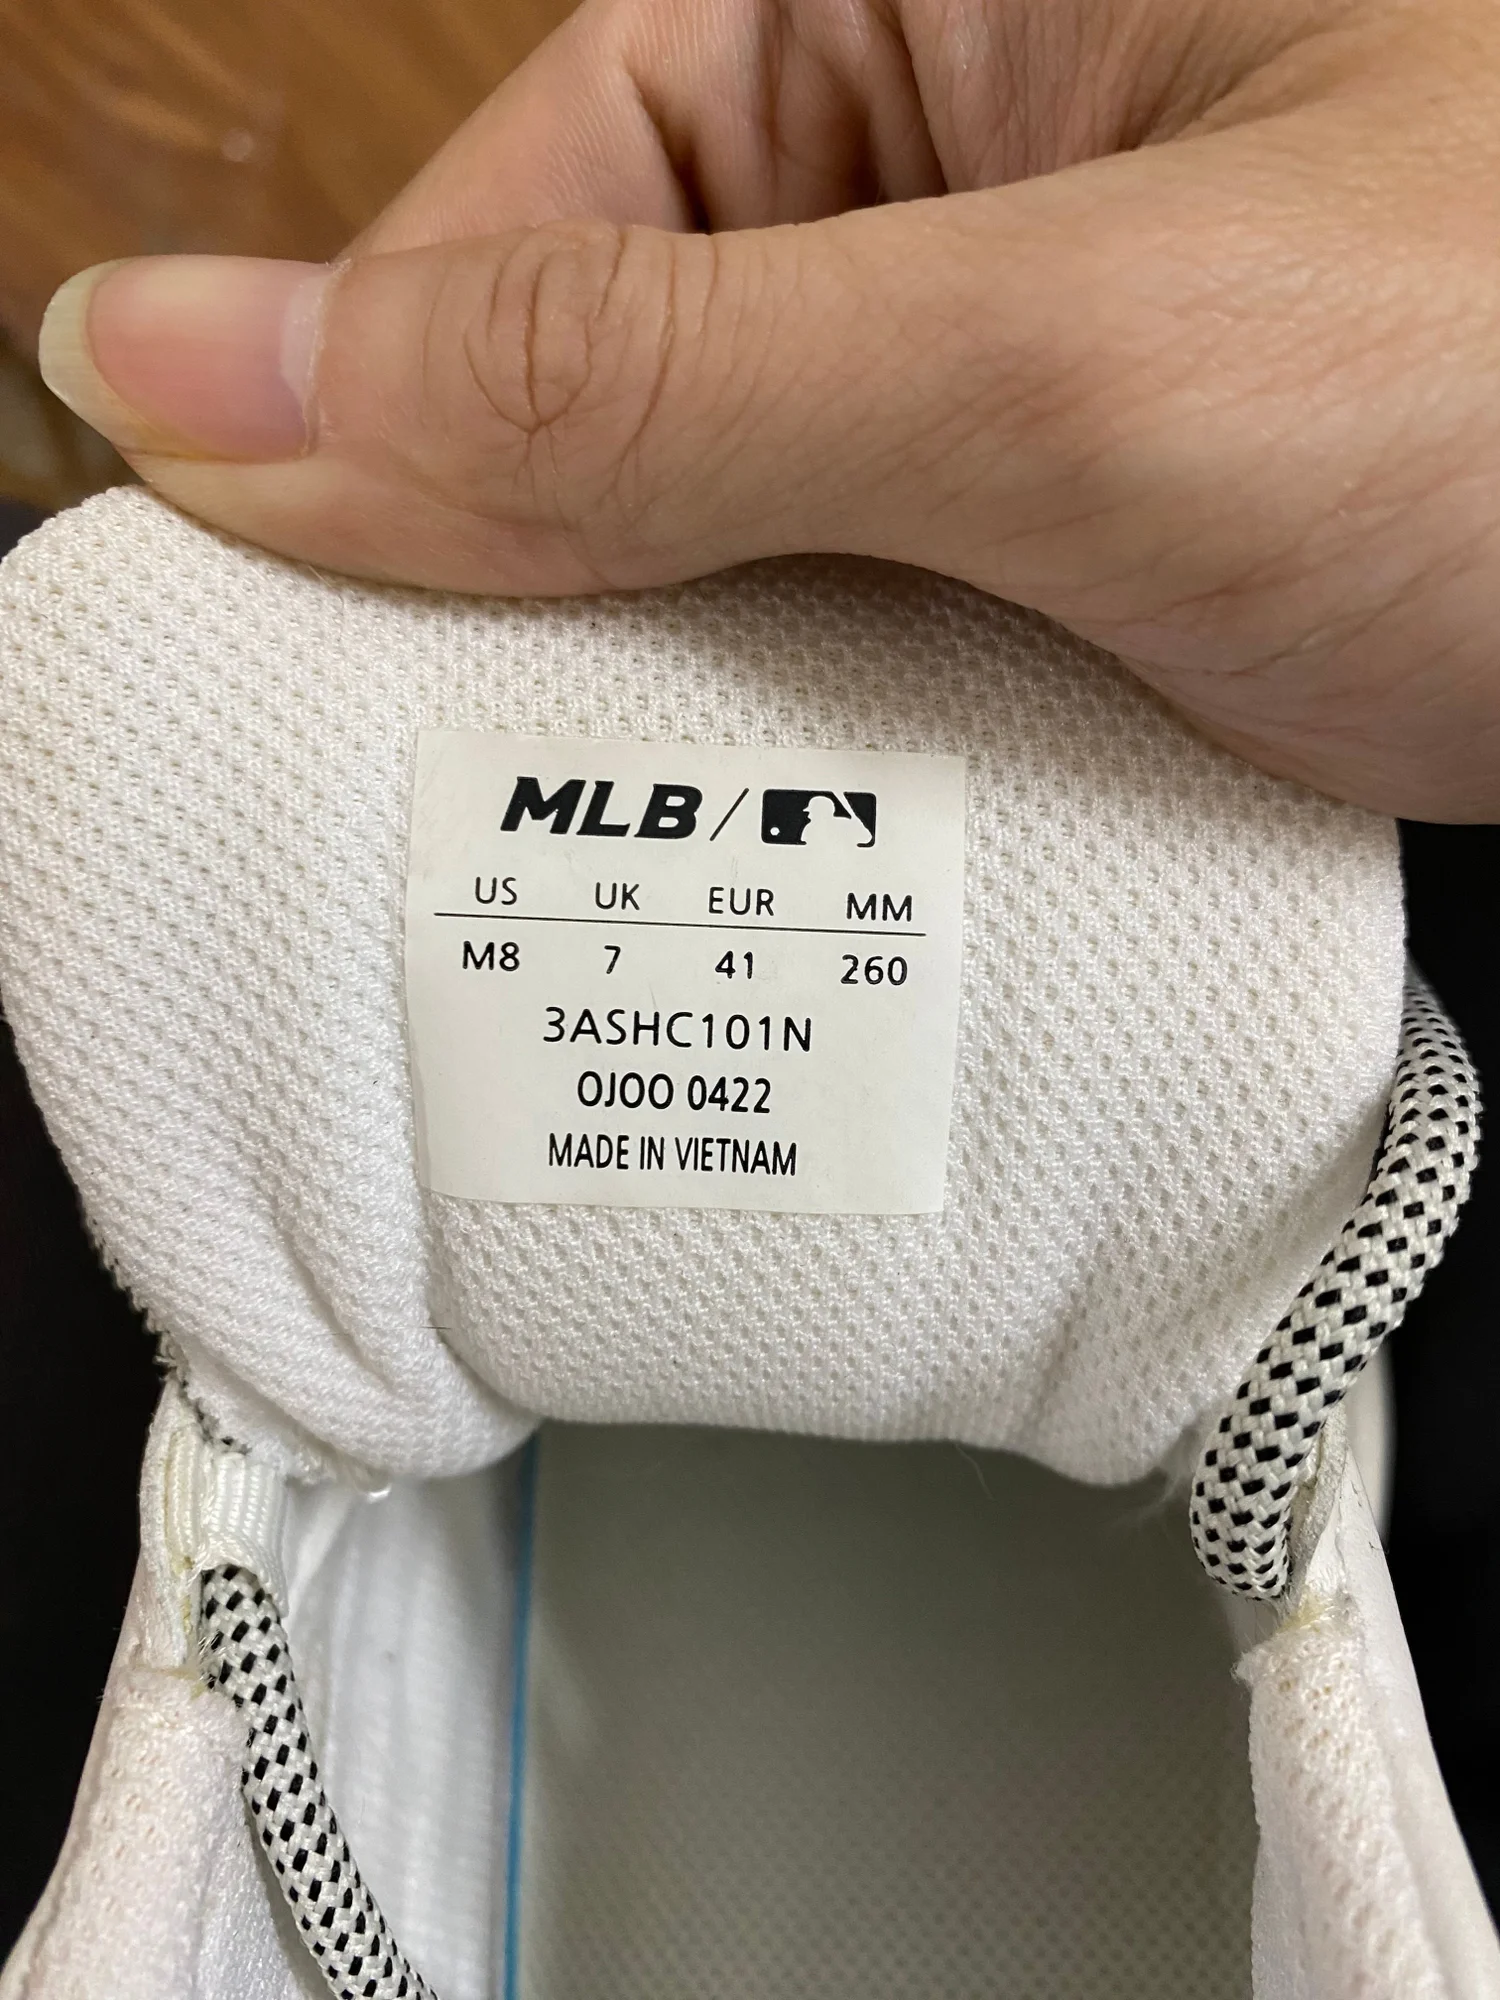 MLB /
US UK EUR MM
M8 7 41 260
3ASHC101N
OJOO 0422
MADE IN VIETNAM